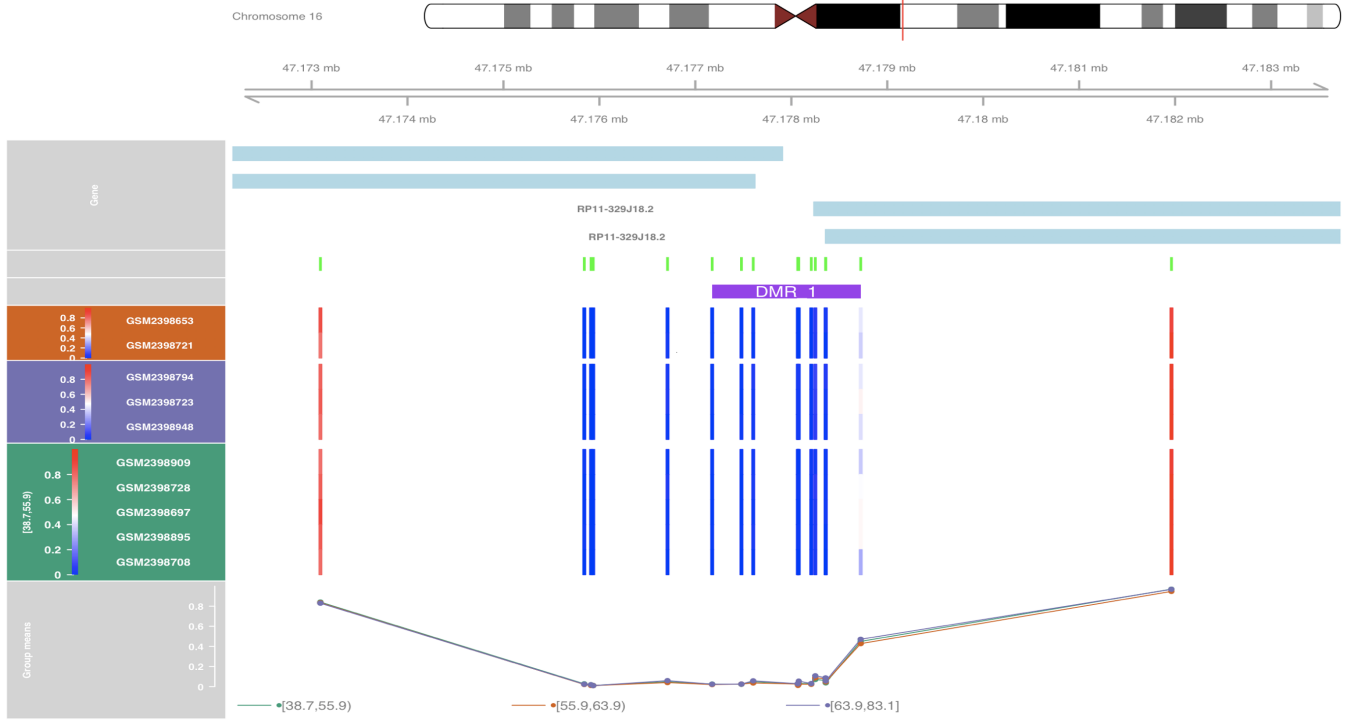 Chromosome 16
47.173 mb 47.175 mb 47.177 mb 47.179 mb 47.181 mb 47.183 mb
47.174 mb 47.176 mb 47.178 mb 47.18 mb 47.182 mb
Gene
RP11-329J18.2
RP11-329J18.2
DMR_1
0.8
0.6
0.4
0.2
0
GSM2398653
GSM2398721
0.8
0.6
0.4
0.2
0
GSM2398794
GSM2398723
GSM2398948
[38.7,55.9)
0.8
0.6
0.4
0.2
0
GSM2398909
GSM2398728
GSM2398697
GSM2398895
GSM2398708
Group means
0.8
0.6
0.4
0.2
0
[38.7,55.9) [55.9,63.9) [63.9,83.1]